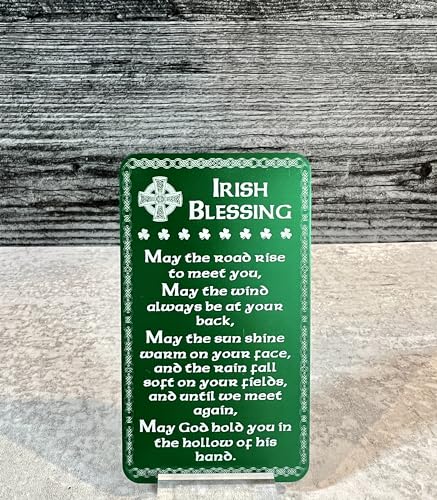 Irish
Blessing
May the road rise
to meet you,
May the wind
always be at your
back,
May the sun shine
warm on your face,
and the rain fall
soft on your fields,
and until we meet
again,
May God hold you in
the hollow of his
hand.